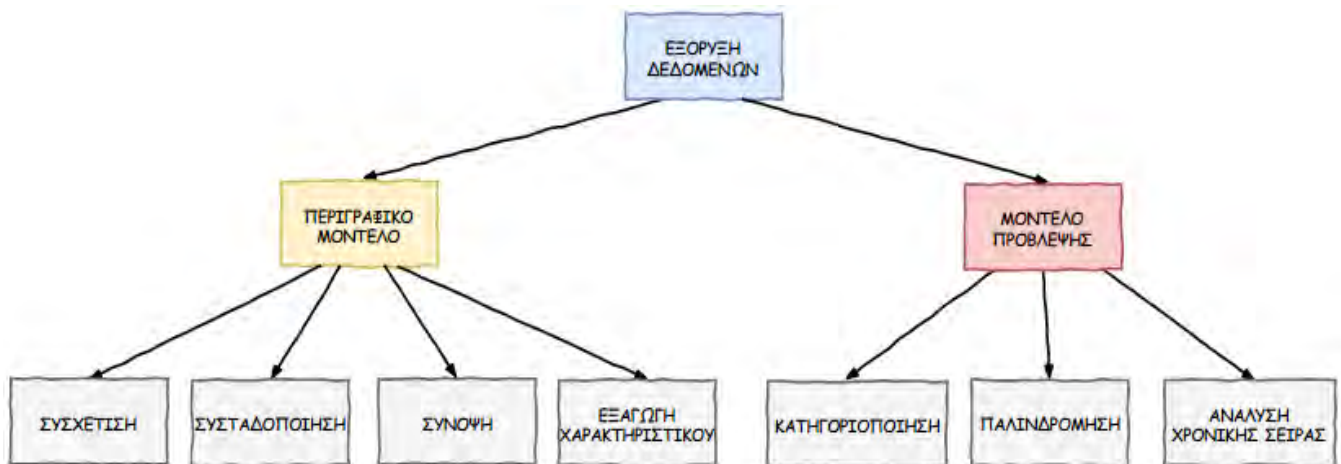 ΕΞΟΡΥΞΗ
ΔΕΔΟΜΕΝΩΝ
ΠΕΡΙΓΡΑΦΙΚΟ
ΜΟΝΤΕΛΟ
ΜΟΝΤΕΛΟ
ΠΡΟΒΛΕΨΗΣ
ΣΥΣΧΕΤΙΣΗ
ΣΥΣΤΑΔΟΠΟΙΗΣΗ
ΣΥΝΟΨΗ
ΕΞΑΓΩΓΗ
ΧΑΡΑΚΤΗΡΙΣΤΙΚΟΥ
ΚΑΤΗΓΟΡΙΟΠΟΙΗΣΗ
ΠΑΛΙΝΔΡΟΜΗΣΗ
ΑΝΑΛΥΣΗ
ΧΡΟΝΙΚΗΣ ΣΕΙΡΑΣ